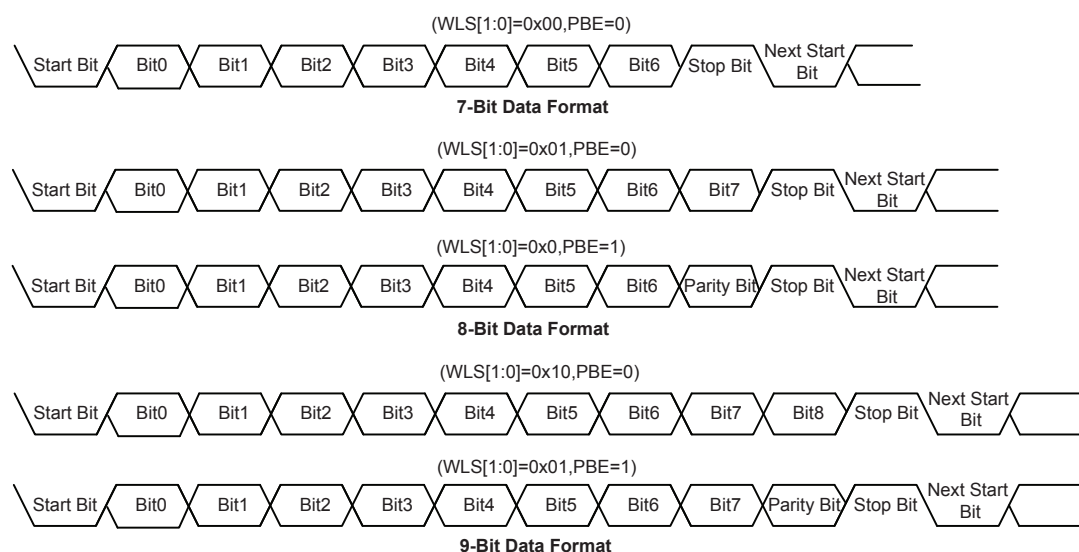 (WLS[1:0]=0x00,PBE=0)
Start Bit Bit0 Bit1 Bit2 Bit3 Bit4 Bit5 Bit6 Stop Bit Next Start Bit
7-Bit Data Format
(WLS[1:0]=0x01,PBE=0)
Start Bit Bit0 Bit1 Bit2 Bit3 Bit4 Bit5 Bit6 Bit7 Stop Bit Next Start Bit
(WLS[1:0]=0x0,PBE=1)
Start Bit Bit0 Bit1 Bit2 Bit3 Bit4 Bit5 Bit6 Parity Bit Stop Bit Next Start Bit
8-Bit Data Format
(WLS[1:0]=0x10,PBE=0)
Start Bit Bit0 Bit1 Bit2 Bit3 Bit4 Bit5 Bit6 Bit7 Bit8 Stop Bit Next Start Bit
(WLS[1:0]=0x01,PBE=1)
Start Bit Bit0 Bit1 Bit2 Bit3 Bit4 Bit5 Bit6 Bit7 Parity Bit Stop Bit Next Start Bit
9-Bit Data Format